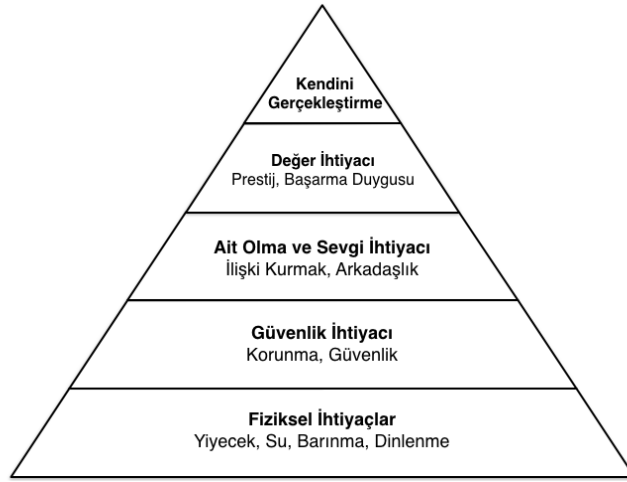 Kendini
Gerçekleştirme
Değer İhtiyacı
Prestij, Başarma Duygusu
Ait Olma ve Sevgi İhtiyacı
İlişki Kurmak, Arkadaşlık
Güvenlik İhtiyacı
Korunma, Güvenlik
Fiziksel İhtiyaçlar
Yiyecek, Su, Barınma, Dinlenme